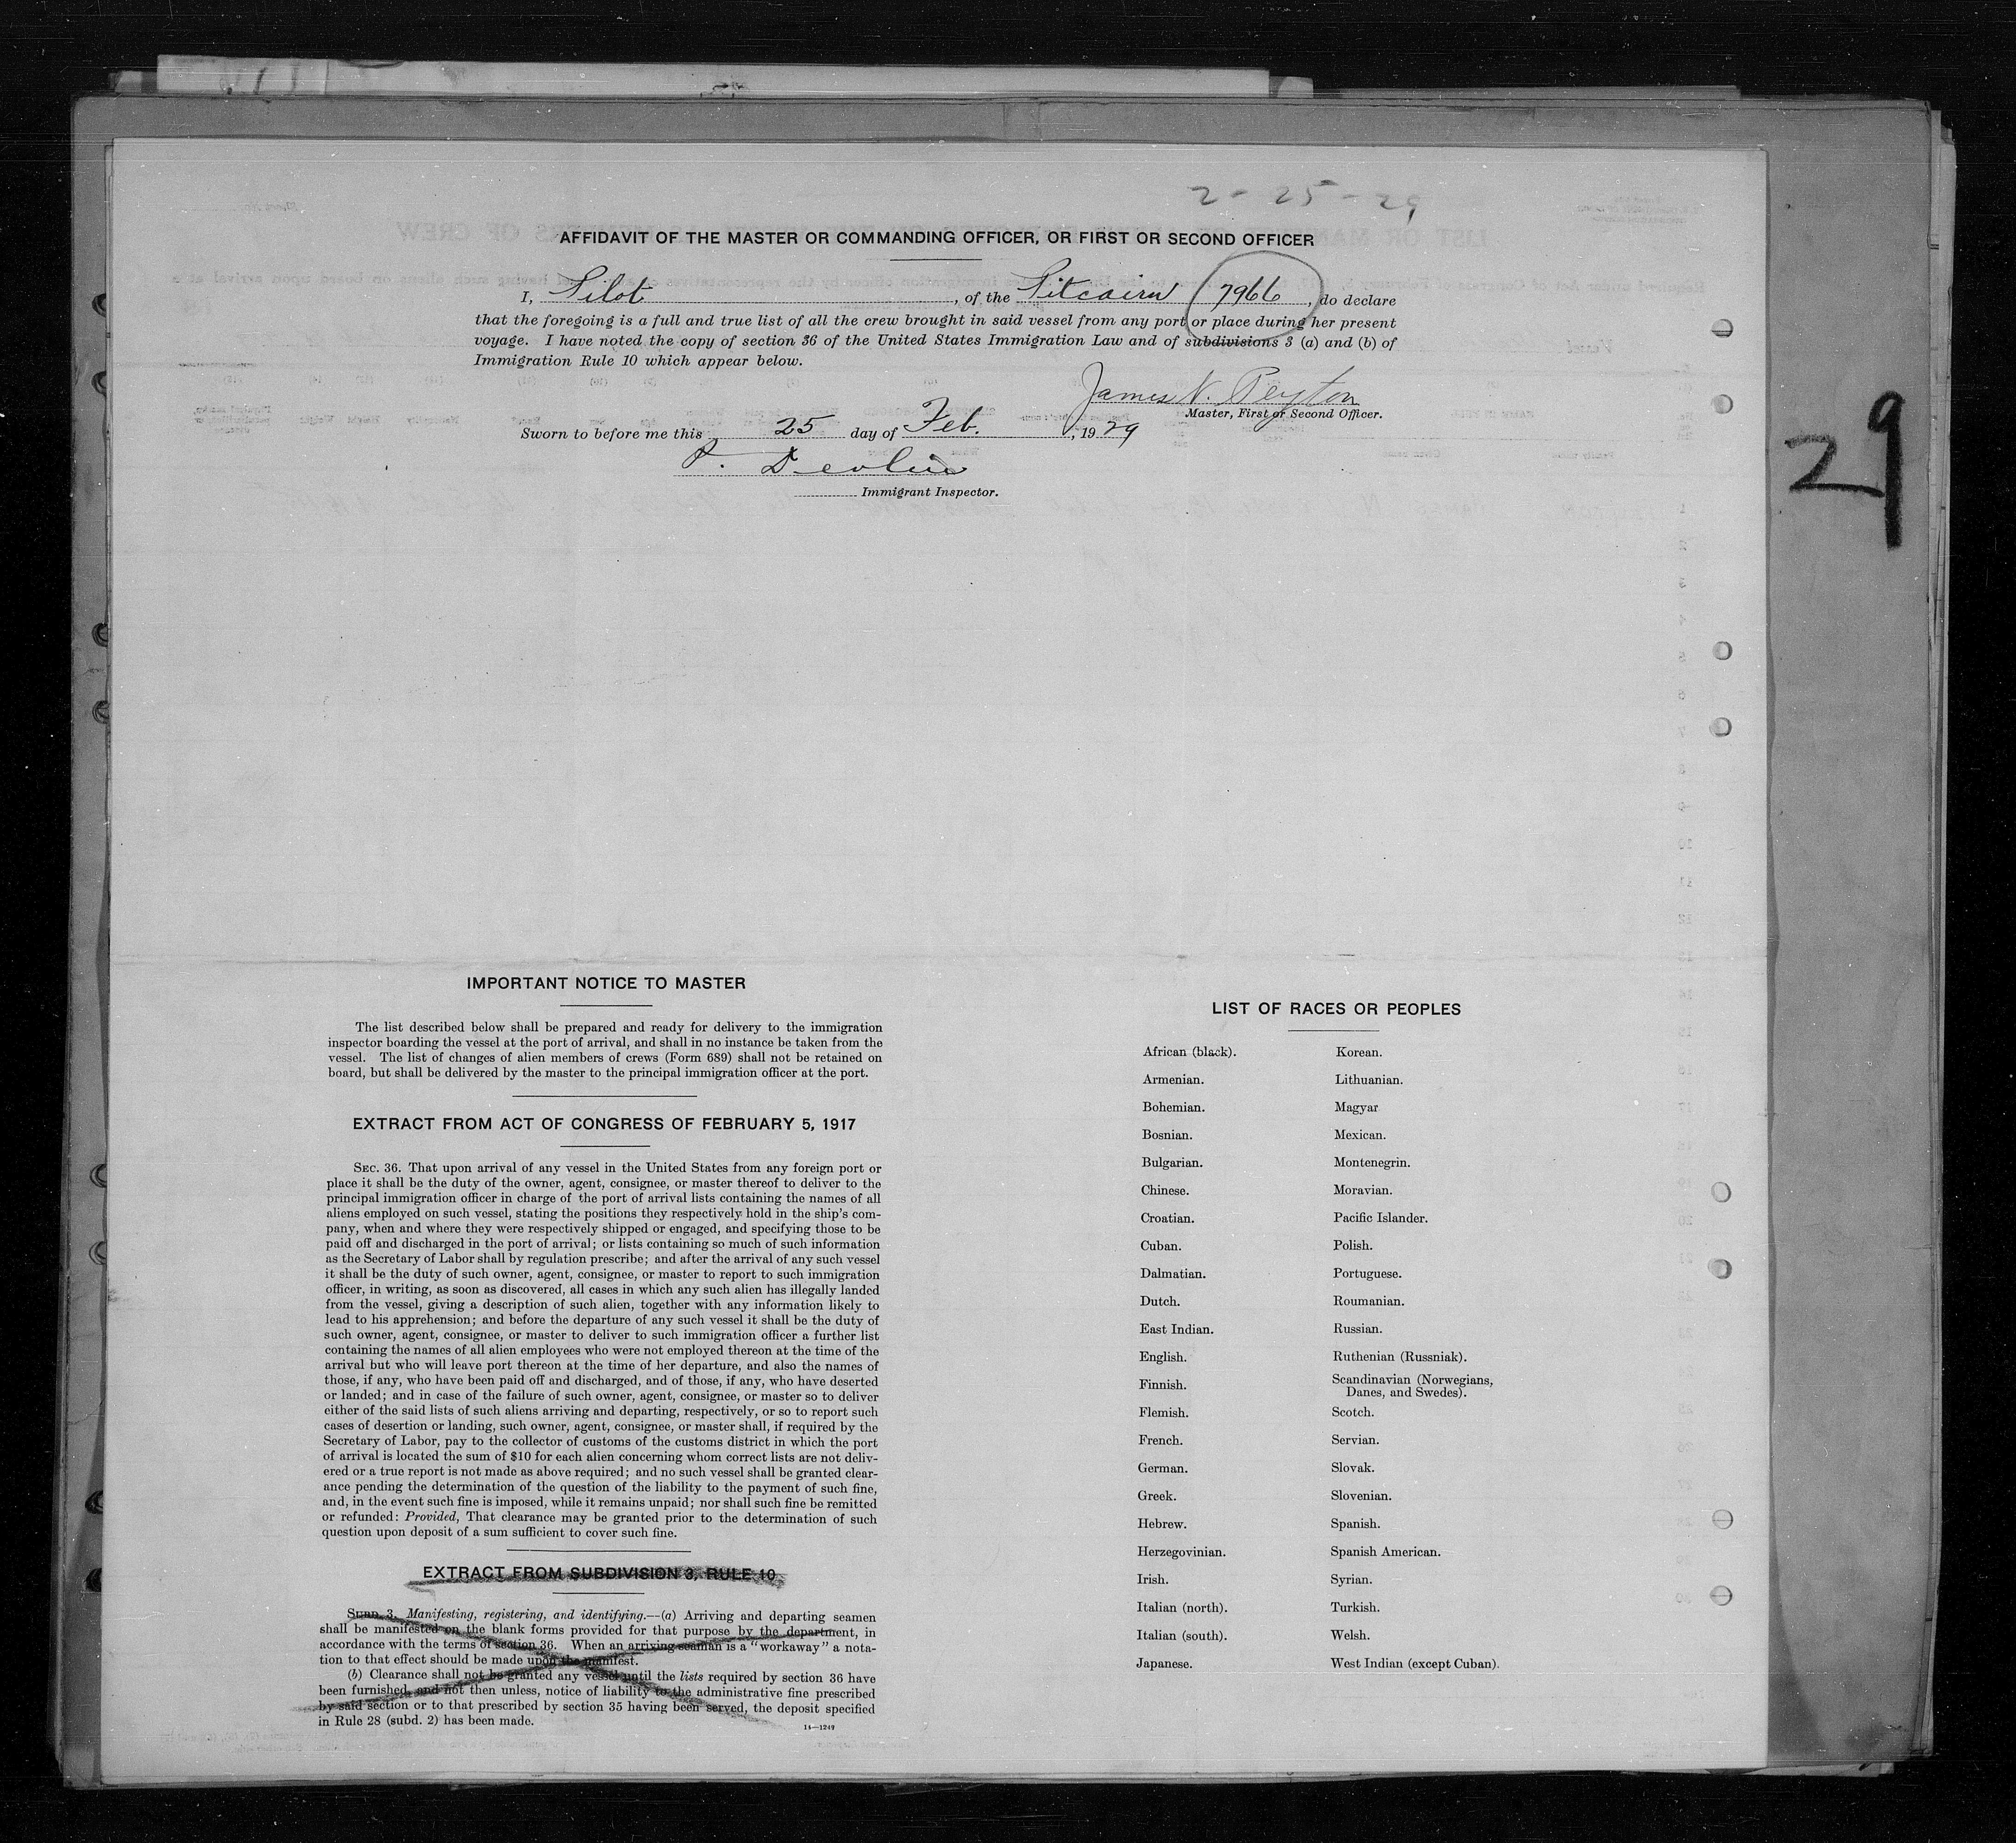 2-25-29
AFFIDAVIT OF THE MASTER OR COMMANDING OFFICER, OR FIRST OR SECOND OFFICER
I, Pilot, of the Pitcairn 7966, do declare
that the foregoing is a full and true list of all the crew brought in said vessel from any port or place during her present
voyage. I have noted the copy of section 36 of the United States Immigration Law and of subdivisions 3 (a) and (b) of
Immigration Rule 10 which appear below.
James N. Peyton
Master, First or Second Officer.
Sworn to before me this 25 day of Feb., 1929
P. Devlin
Immigrant Inspector.
29
IMPORTANT NOTICE TO MASTER
The list described below shall be prepared and ready for delivery to the immigration
inspector boarding the vessel at the port of arrival, and shall in no instance be taken from the
vessel. The list of changes of alien members of crews (Form 689) shall not be retained on
board, but shall be delivered by the master to the principal immigration officer at the port.
EXTRACT FROM ACT OF CONGRESS OF FEBRUARY 5, 1917
SEC. 36. That upon arrival of any vessel in the United States from any foreign port or
place it shall be the duty of the owner, agent, consignee, or master thereof to deliver to the
principal immigration officer in charge of the port of arrival lists containing the names of all
aliens employed on such vessel, stating the positions they respectively hold in the ship's com-
pany, when and where they were respectively shipped or engaged, and specifying those to be
paid off and discharged in the port of arrival; or lists containing so much of such information
as the Secretary of Labor shall by regulation prescribe; and after the arrival of any such vessel
it shall be the duty of such owner, agent, consignee, or master to report to such immigration
officer, in writing, as soon as discovered, all cases in which any such alien has illegally landed
from the vessel, giving a description of such alien, together with any information likely to
lead to his apprehension; and before the departure of any such vessel it shall be the duty of
such owner, agent, consignee, or master to deliver to such immigration officer a further list
containing the names of all alien employees who were not employed thereon at the time of the
arrival but who will leave port thereon at the time of her departure, and also the names of
those, if any, who have been paid off and discharged, and of those, if any, who have deserted
or landed; and in case of the failure of such owner, agent, consignee, or master so to deliver
either of the said lists of such aliens arriving and departing, respectively, or so to report such
cases of desertion or landing, such owner, agent, consignee, or master shall, if required by the
Secretary of Labor, pay to the collector of customs of the customs district in which the port
of arrival is located the sum of $10 for each alien concerning whom correct lists are not deliv-
ered or a true report is not made as above required; and no such vessel shall be granted clear-
ance pending the determination of the question of the liability to the payment of such fine,
and, in the event such fine is imposed, while it remains unpaid; nor shall such fine be remitted
or refunded: Provided, That clearance may be granted prior to the determination of such
question upon deposit of a sum sufficient to cover such fine.
EXTRACT FROM SUBDIVISION 3, RULE 10
SUBD. 3. Manifesting, registering, and identifying.—(a) Arriving and departing seamen
shall be manifested on the blank forms provided for that purpose by the department, in
accordance with the terms of section 36. When an arriving seaman is a "workaway" a nota-
tion to that effect should be made upon the manifest.
(b) Clearance shall not be granted any vessel until the lists required by section 36 have
been furnished, and not then unless, notice of liability to the administrative fine prescribed
by said section or to that prescribed by section 35 having been served, the deposit specified
in Rule 28 (subd. 2) has been made.
14—1249
LIST OF RACES OR PEOPLES
African (black).
Armenian.
Bohemian.
Bosnian.
Bulgarian.
Chinese.
Croatian.
Cuban.
Dalmatian.
Dutch.
East Indian.
English.
Finnish.
Flemish.
French.
German.
Greek.
Hebrew.
Herzegovinian.
Irish.
Italian (north).
Italian (south).
Japanese.
Korean.
Lithuanian.
Magyar
Mexican.
Montenegrin.
Moravian.
Pacific Islander.
Polish.
Portuguese.
Roumanian.
Russian.
Ruthenian (Russniak).
Scandinavian (Norwegians,
Danes, and Swedes).
Scotch.
Servian.
Slovak.
Slovenian.
Spanish.
Spanish American.
Syrian.
Turkish.
Welsh.
West Indian (except Cuban).